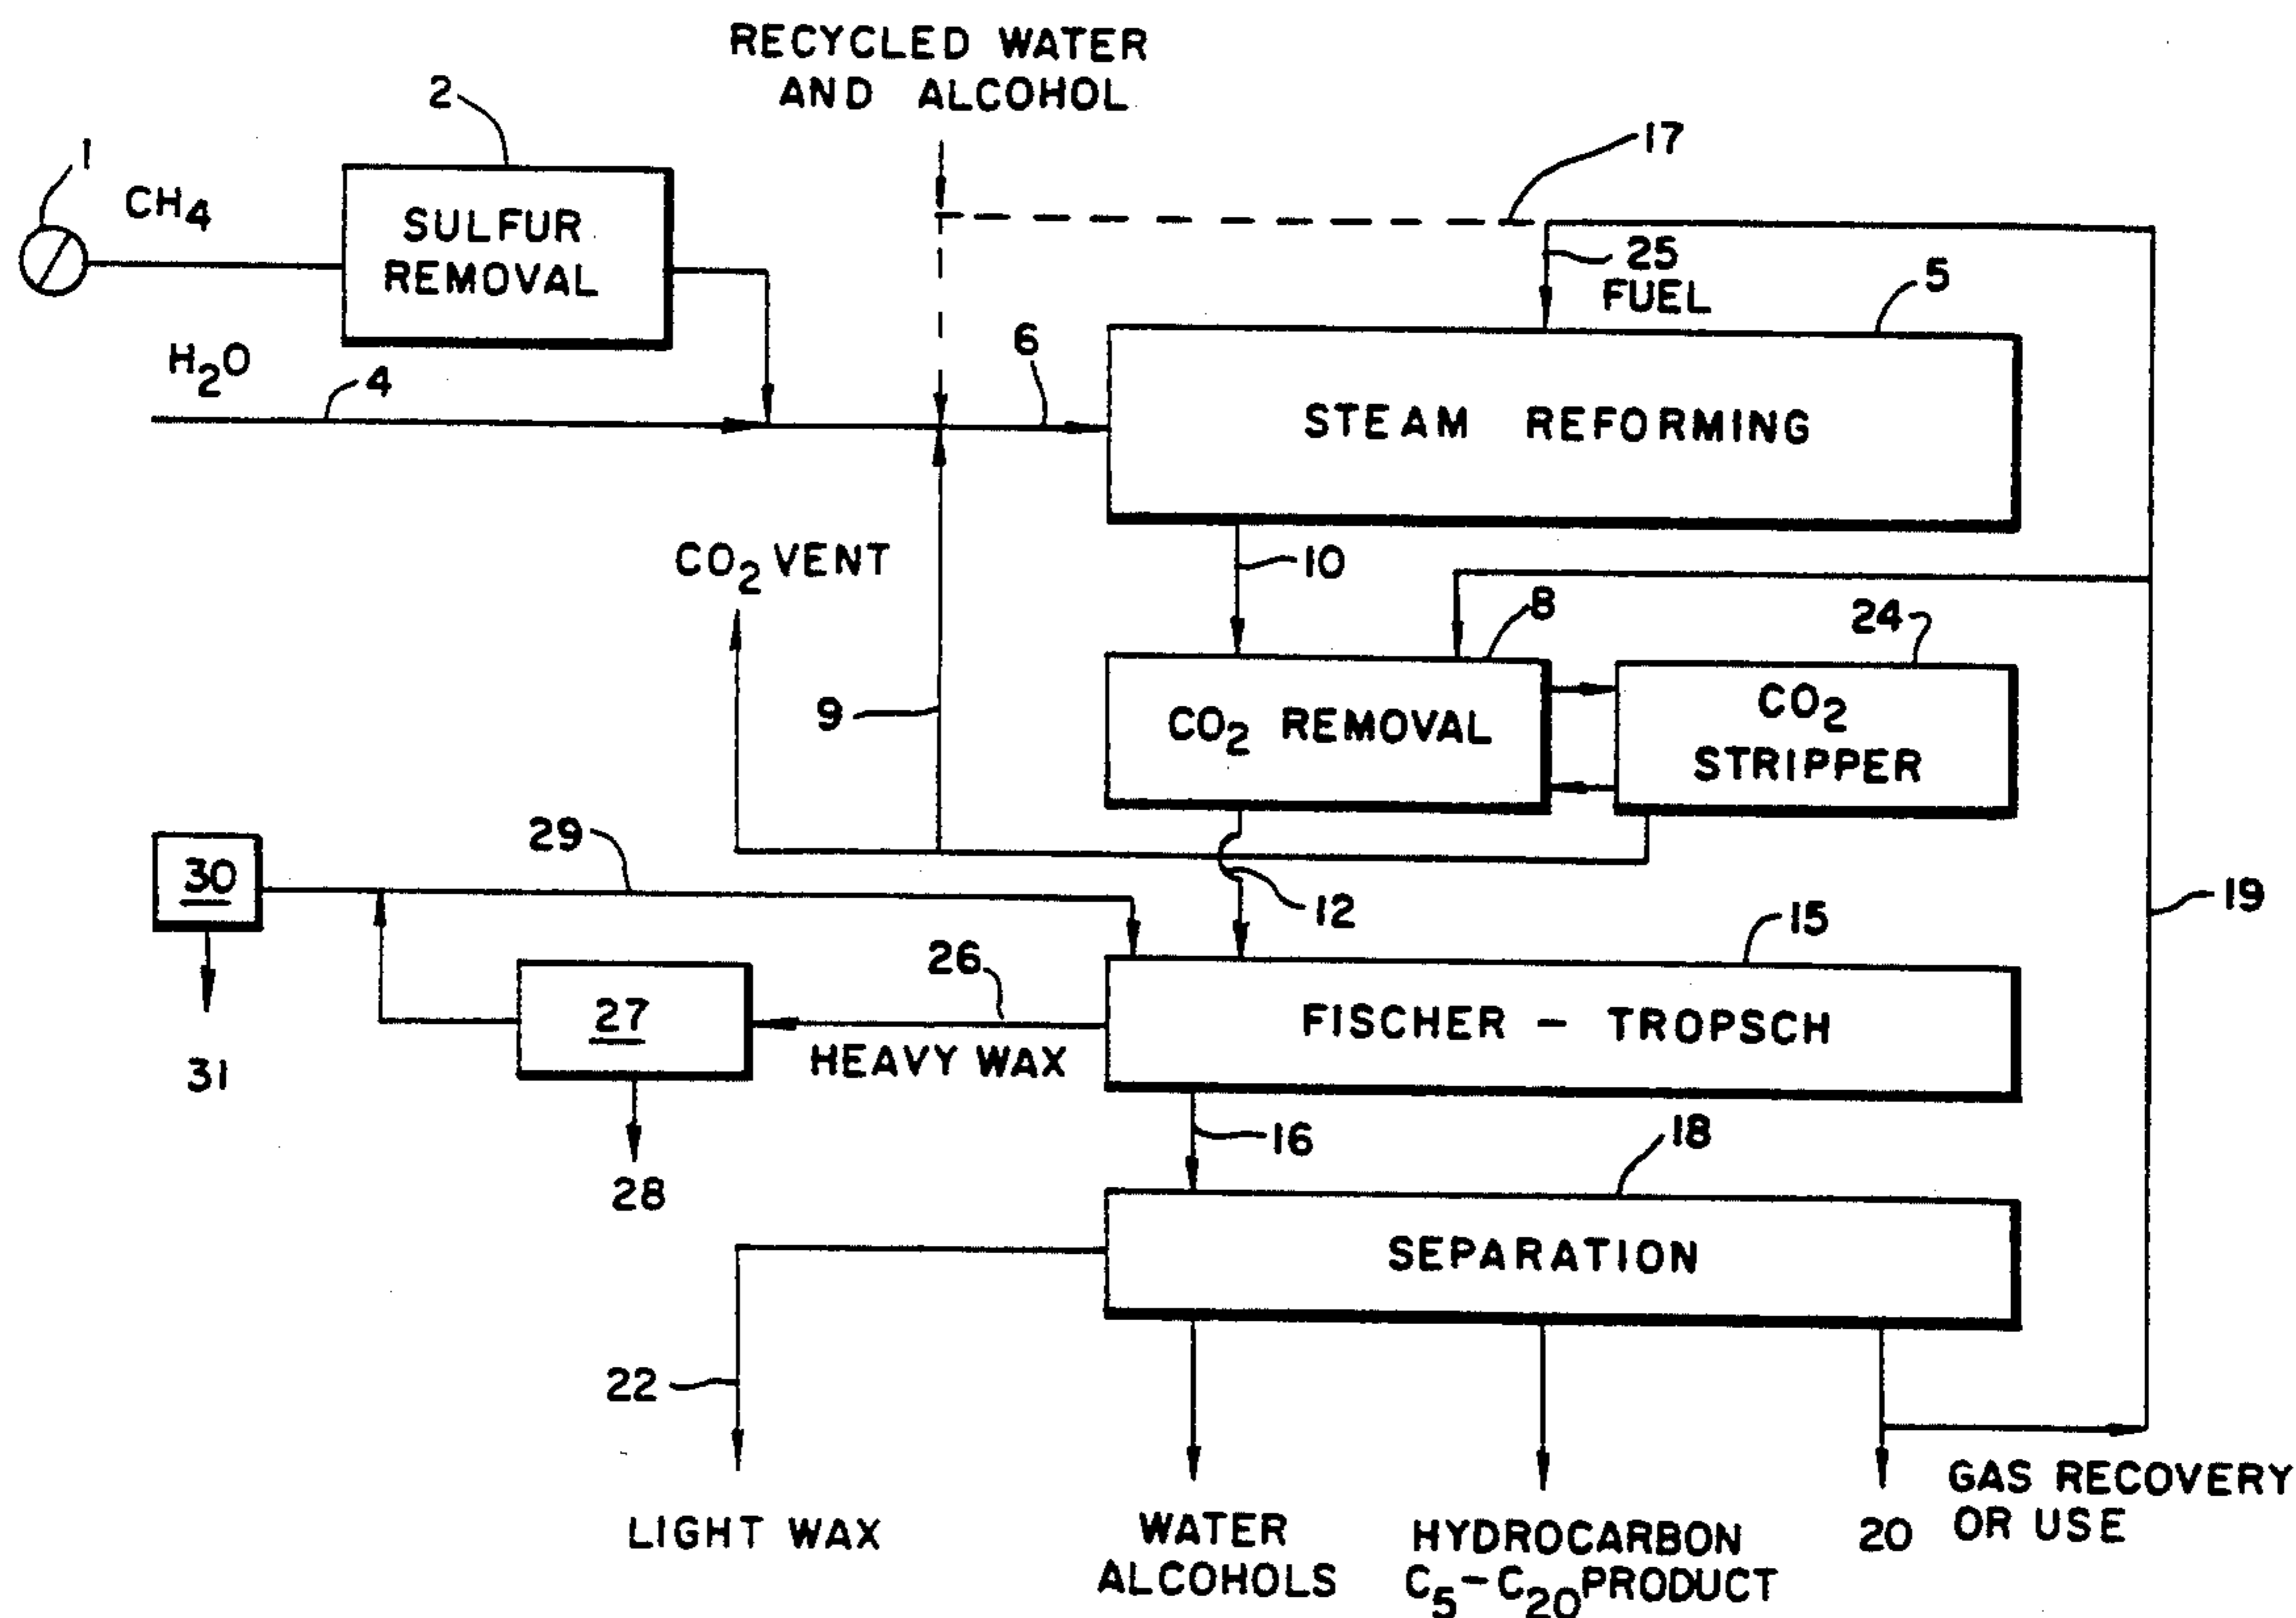 RECYCLED WATER
AND ALCOHOL
2
1
CH4
SULFUR
REMOVAL
17
25
FUEL
5
H2O
4
6
STEAM REFORMING
CO2 VENT
10
8
24
9
CO2 REMOVAL
CO2
STRIPPER
29
30
12
19
15
26
27
HEAVY WAX
FISCHER - TROPSCH
31
28
16
18
SEPARATION
22
LIGHT WAX
WATER
ALCOHOLS
HYDROCARBON
C5-C20 PRODUCT
20
GAS RECOVERY
OR USE